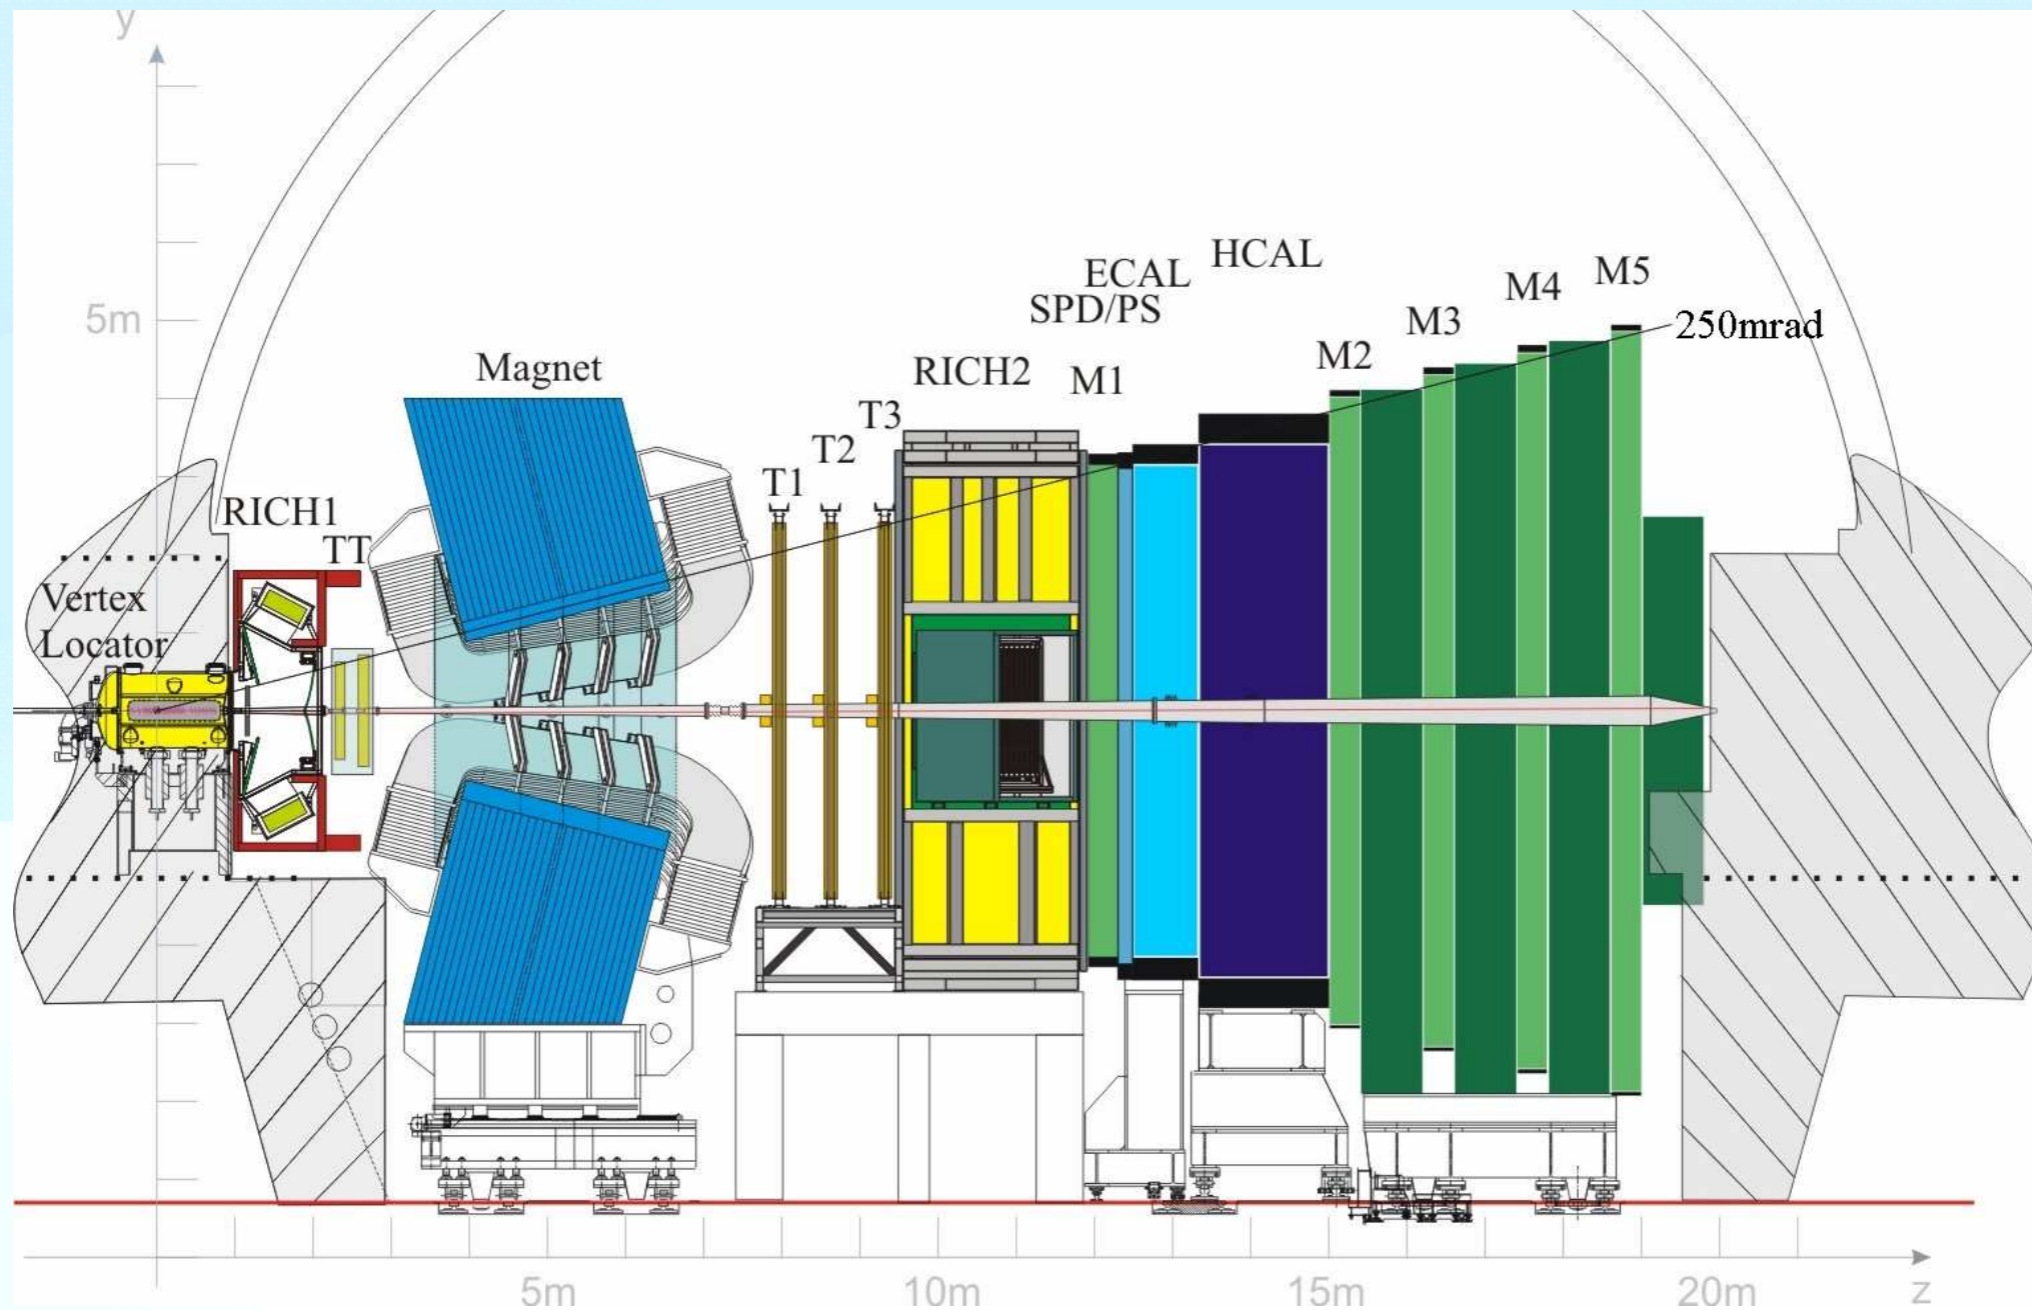 y
5m
Vertex
Locator
RICH1
TT
Magnet
T1
T2
T3
RICH2
M1
SPD/PS
ECAL
HCAL
M2
M3
M4
M5
250mrad
5m
10m
15m
20m
z